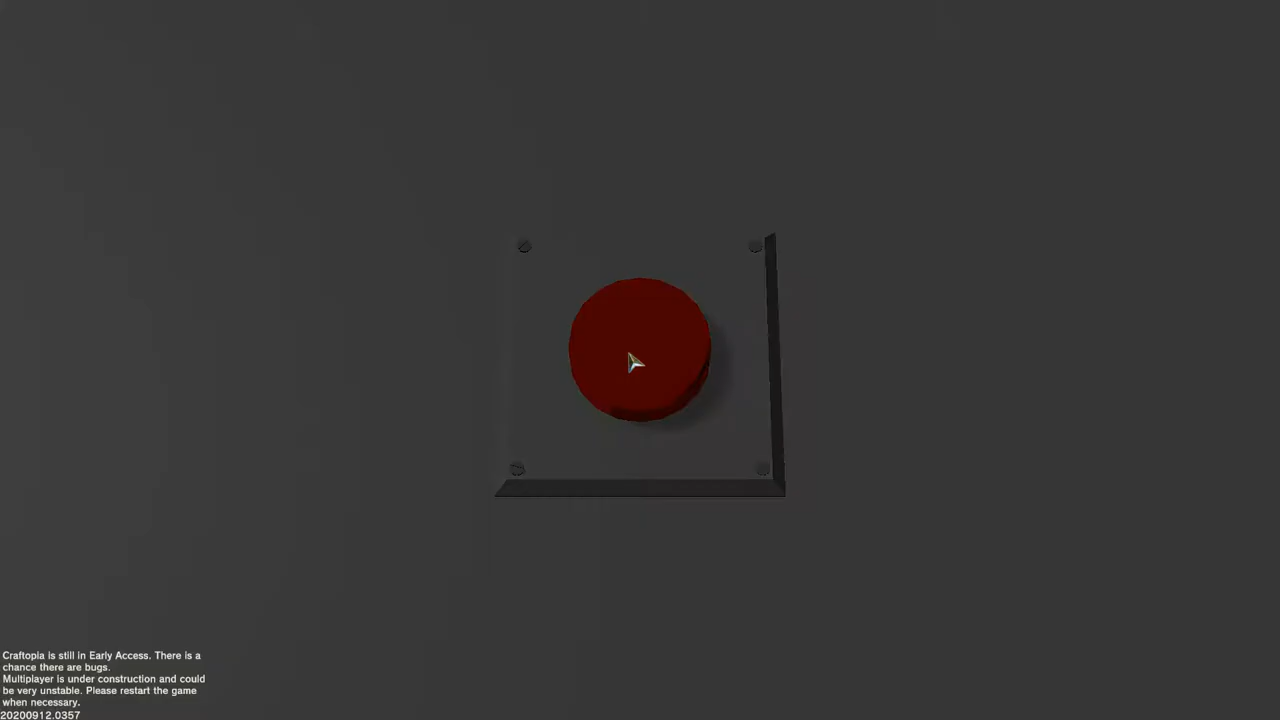 Craftopia is still in Early Access. There is a
chance there are bugs.
Multiplayer is under construction and could
be very unstable. Please restart the game
when necessary.
20200912.0357